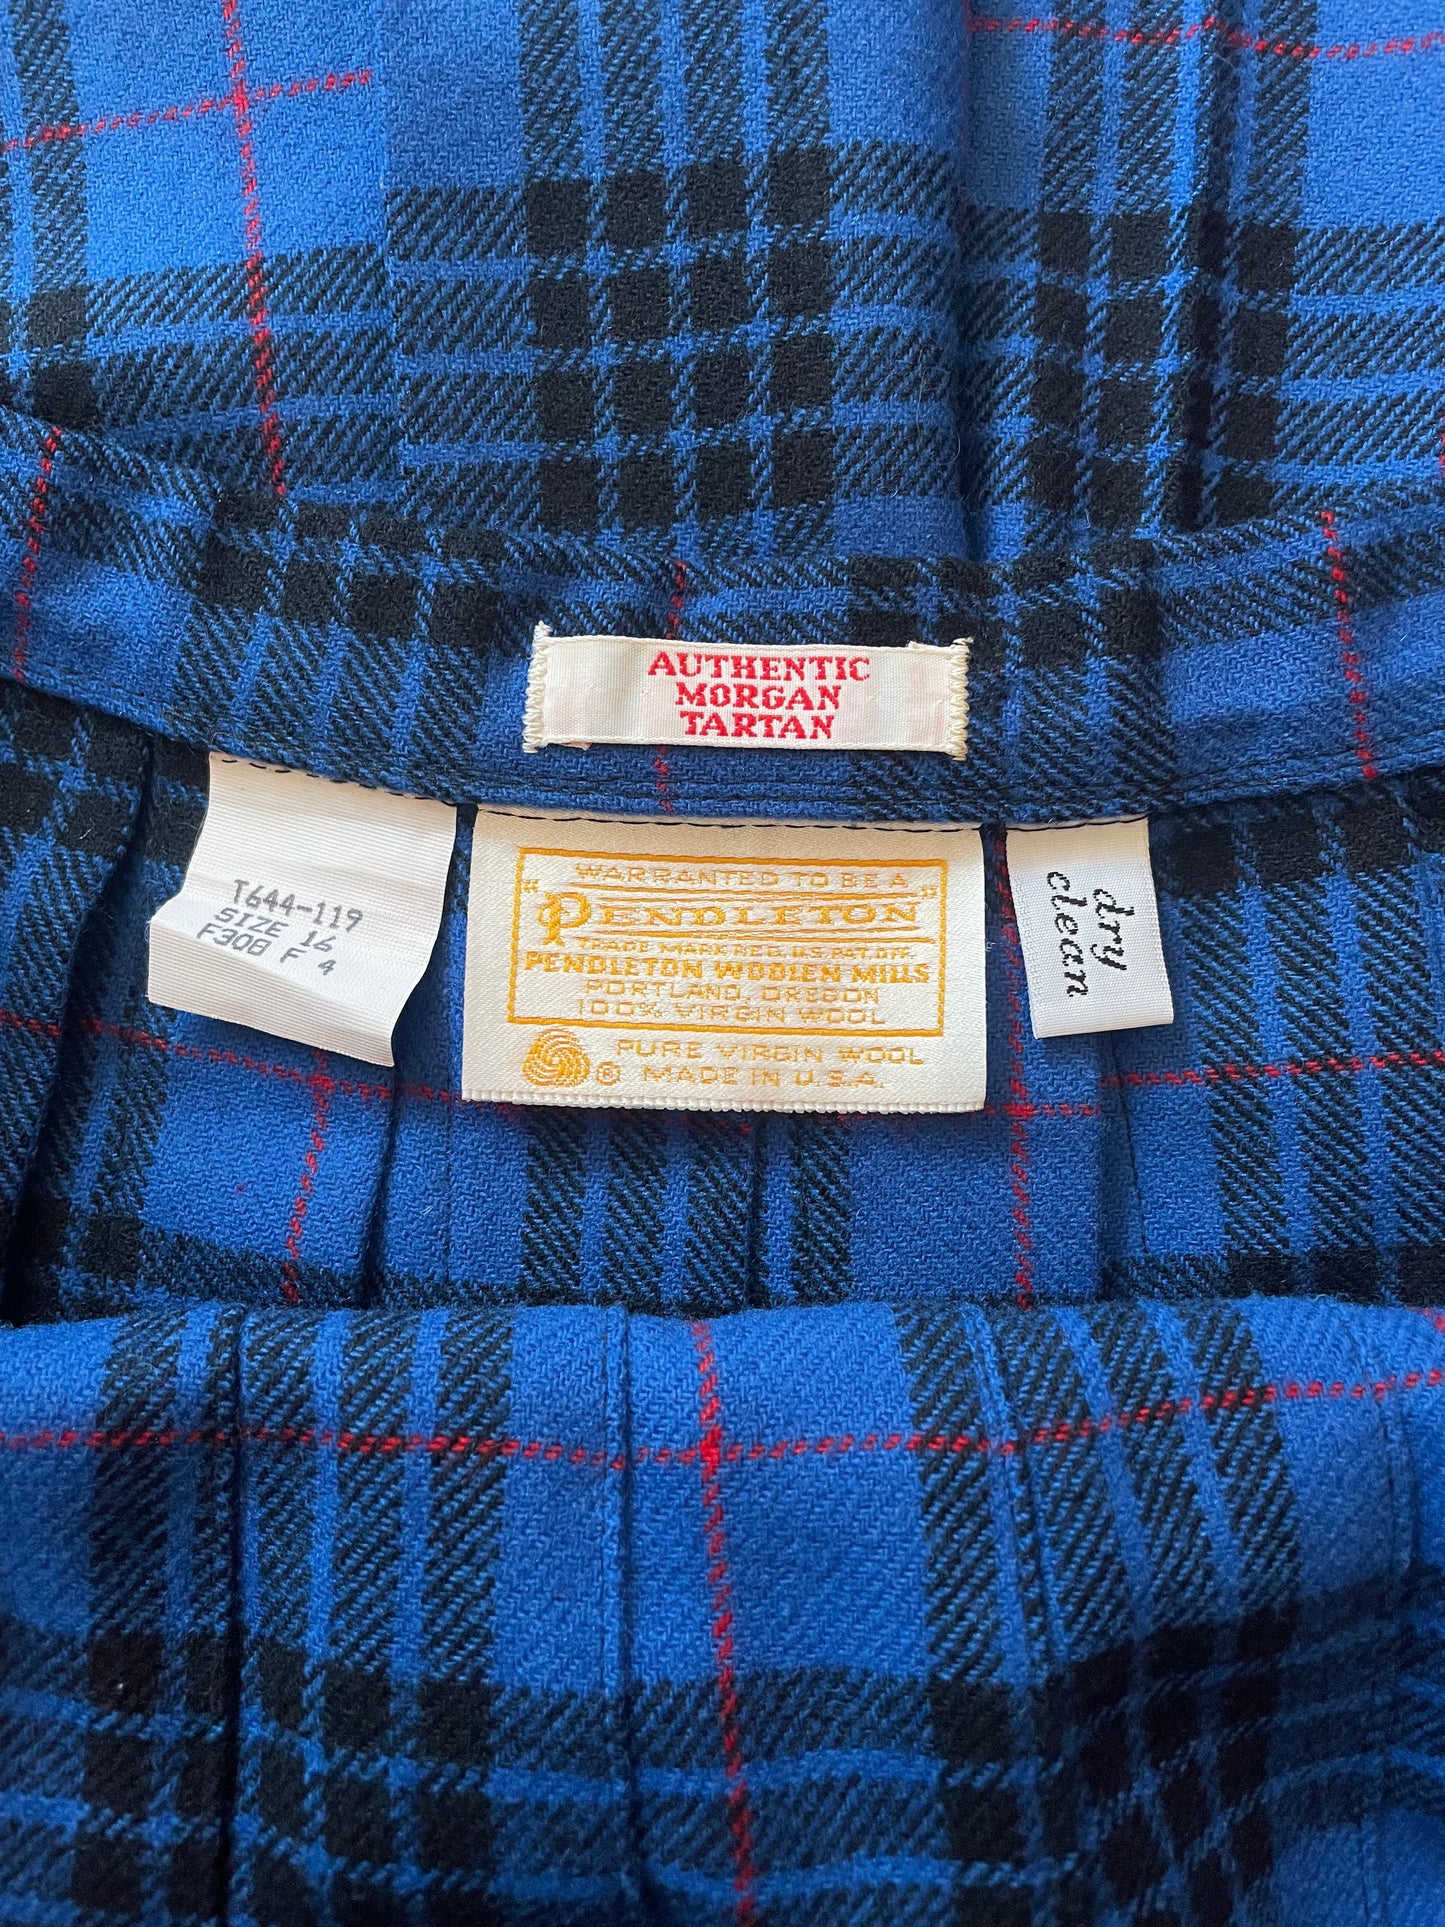 AUTHENTIC
MORGAN
TARTAN
T644-119
SIZE 14
F308 F 4
WARRANTED TO BE A
"PENDLETON"
TRADE MARK REG. U.S. PAT. OFF.
PENDLETON WOOLEN MILLS
PORTLAND, OREGON
100% VIRGIN WOOL
® PURE VIRGIN WOOL
MADE IN U.S.A.
dry
clean